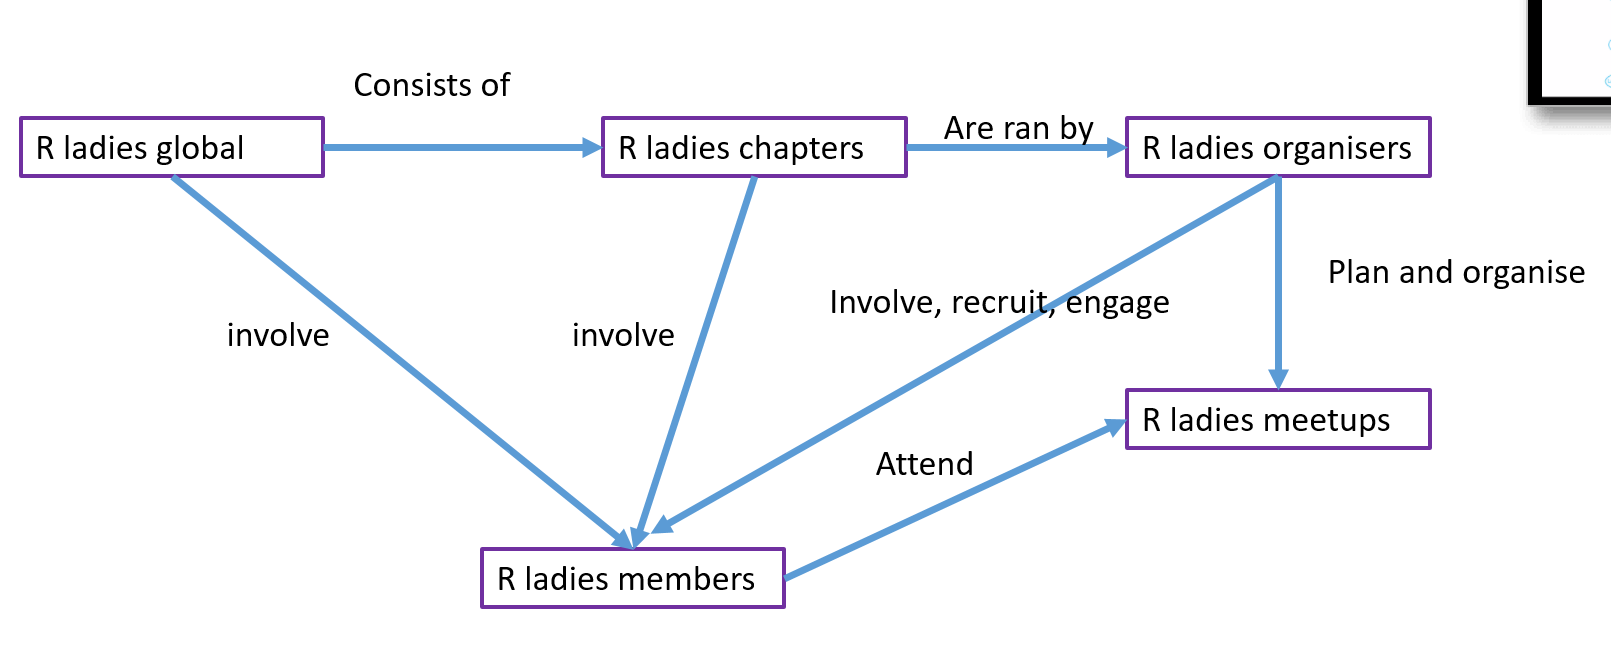 Consists of
R ladies global
R ladies chapters
Are ran by
R ladies organisers
Plan and organise
involve
involve
Involve, recruit, engage
R ladies meetups
Attend
R ladies members